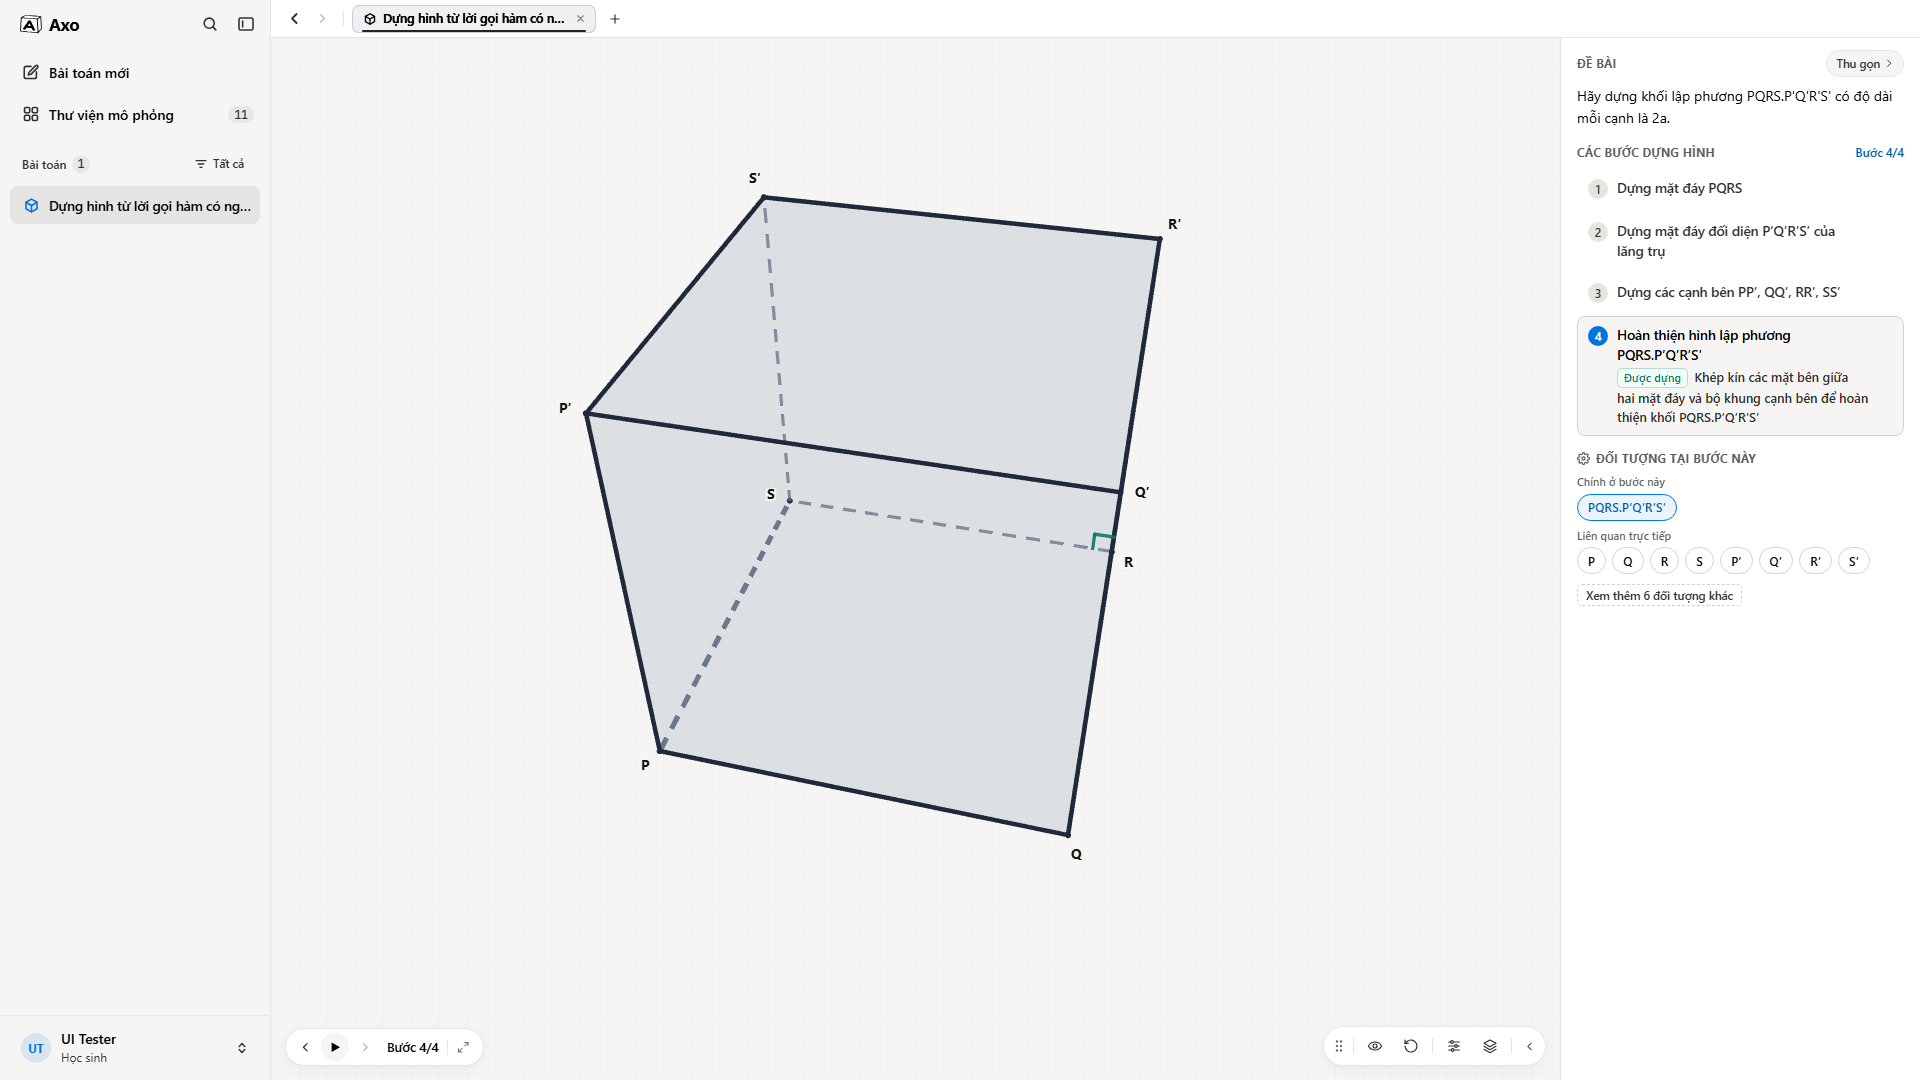 Axo
Bài toán mới
Thư viện mô phỏng 11
Bài toán 1 Tất cả
Dựng hình từ lời gọi hàm có ng...
UT UI Tester
Học sinh
Dựng hình từ lời gọi hàm có n...
S′
R′
P′
S
Q′
R
P
Q
Bước 4/4
ĐỀ BÀI Thu gọn
Hãy dựng khối lập phương PQRS.P'Q'R'S' có độ dài
mỗi cạnh là 2a.
CÁC BƯỚC DỰNG HÌNH Bước 4/4
1 Dựng mặt đáy PQRS
2 Dựng mặt đáy đối diện P′Q′R′S′ của
lăng trụ
3 Dựng các cạnh bên PP′, QQ′, RR′, SS′
4 Hoàn thiện hình lập phương
PQRS.P′Q′R′S′
Được dựng Khép kín các mặt bên giữa
hai mặt đáy và bộ khung cạnh bên để hoàn
thiện khối PQRS.P′Q′R′S′
ĐỐI TƯỢNG TẠI BƯỚC NÀY
Chính ở bước này
PQRS.P′Q′R′S′
Liên quan trực tiếp
P Q R S P′ Q′ R′ S′
Xem thêm 6 đối tượng khác